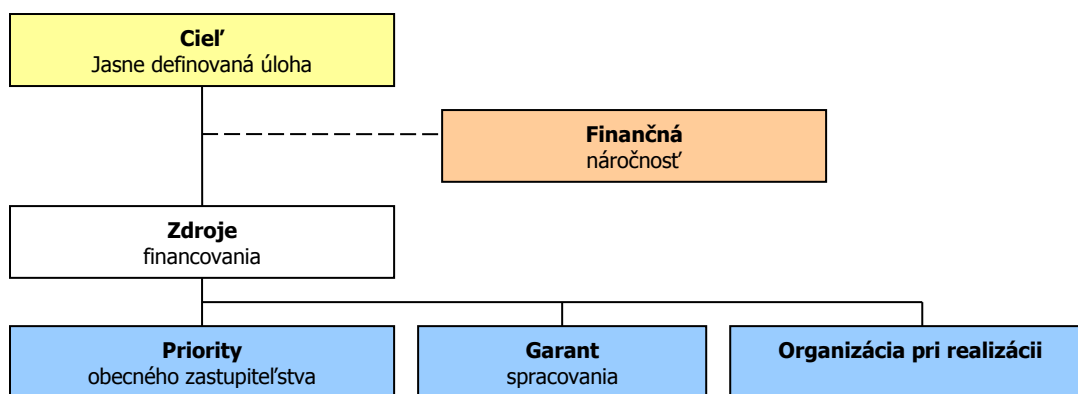 Cieľ
Jasne definovaná úloha
Finančná
náročnosť
Zdroje
financovania
Priority
obecného zastupiteľstva
Garant
spracovania
Organizácia pri realizácii